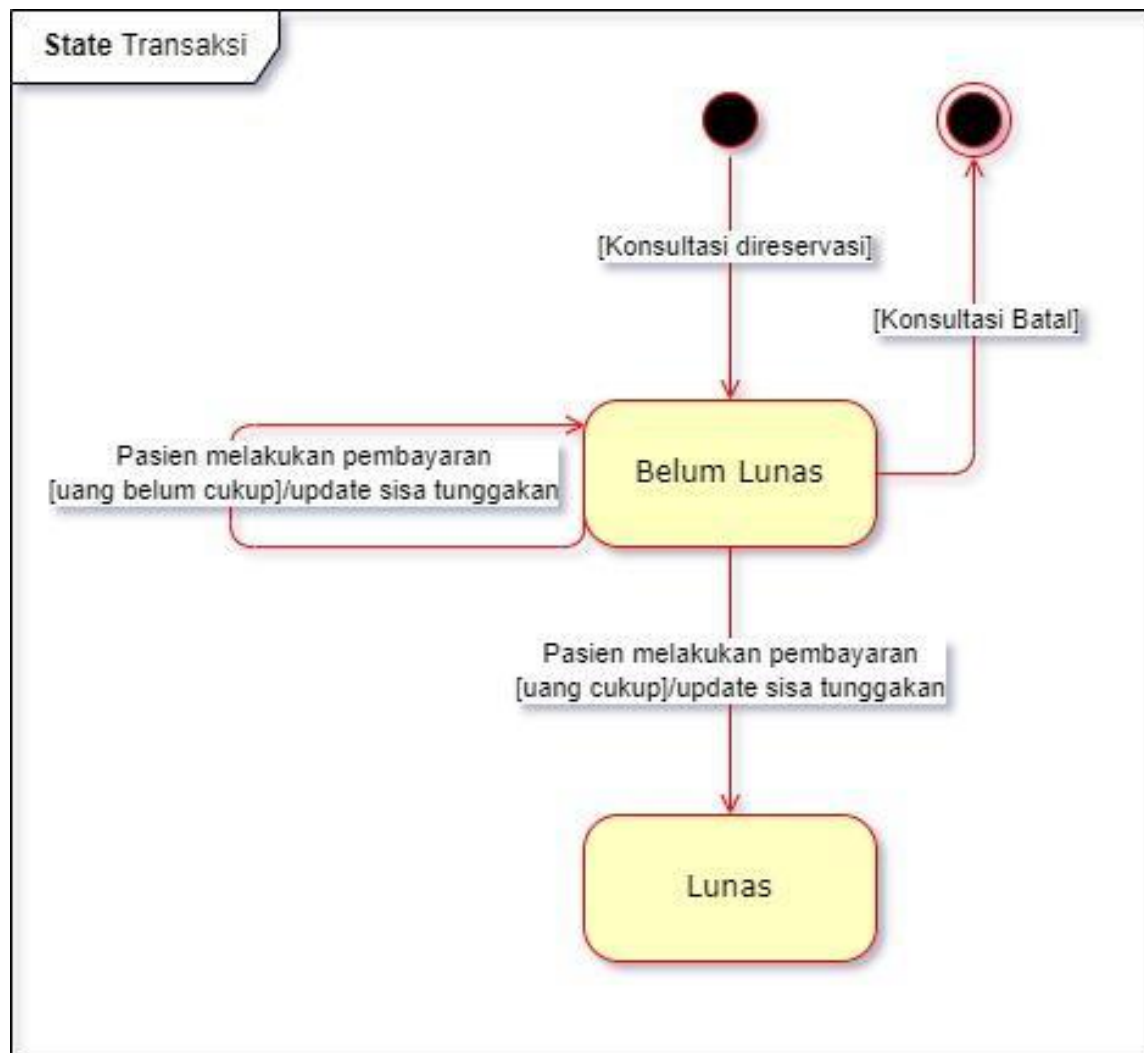 State Transaksi
[Konsultasi direservasi]
[Konsultasi Batal]
Pasien melakukan pembayaran
[uang belum cukup]/update sisa tunggakan
Belum Lunas
Pasien melakukan pembayaran
[uang cukup]/update sisa tunggakan
Lunas